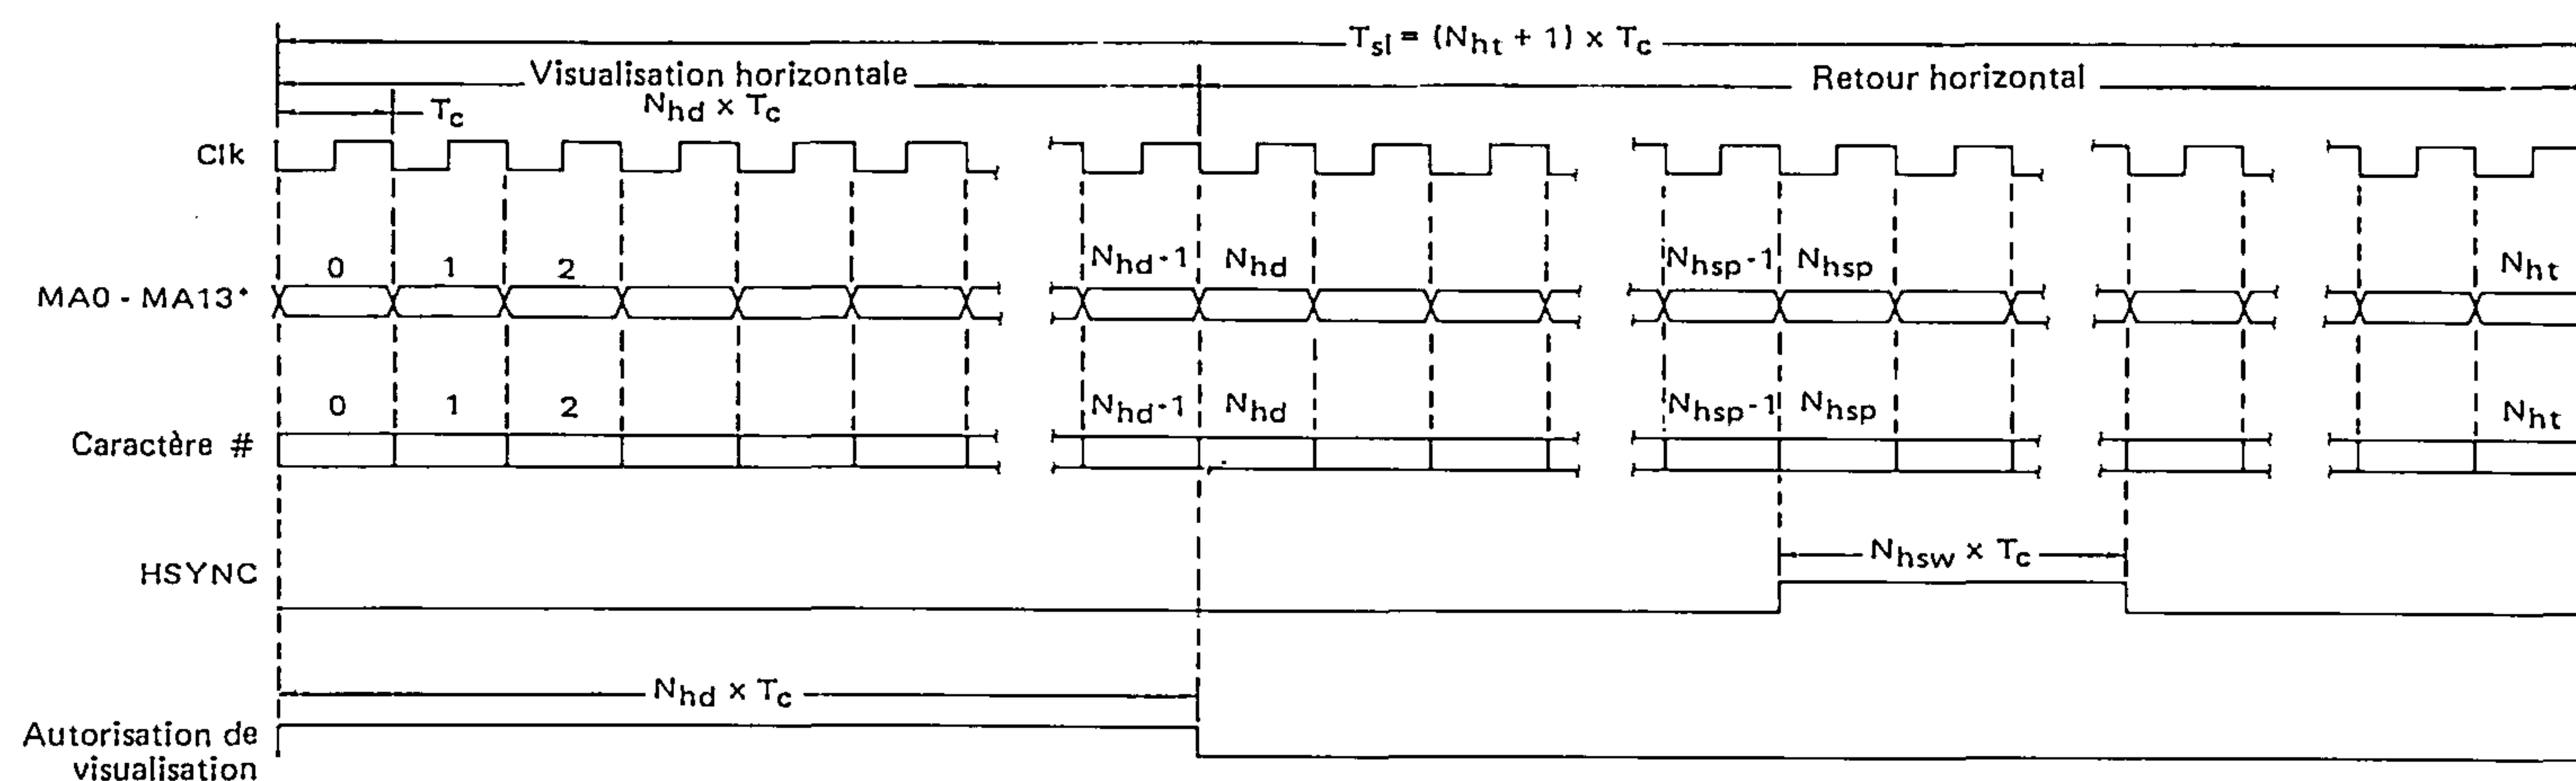 T_sl = (N_ht + 1) x T_c
Visualisation horizontale
Retour horizontal
T_c
N_hd x T_c
Clk
0 1 2 N_hd-1 N_hd N_hsp-1 N_hsp N_ht
MA0 - MA13*
0 1 2 N_hd-1 N_hd N_hsp-1 N_hsp N_ht
Caractère #
N_hsw x T_c
HSYNC
N_hd x T_c
Autorisation de
visualisation